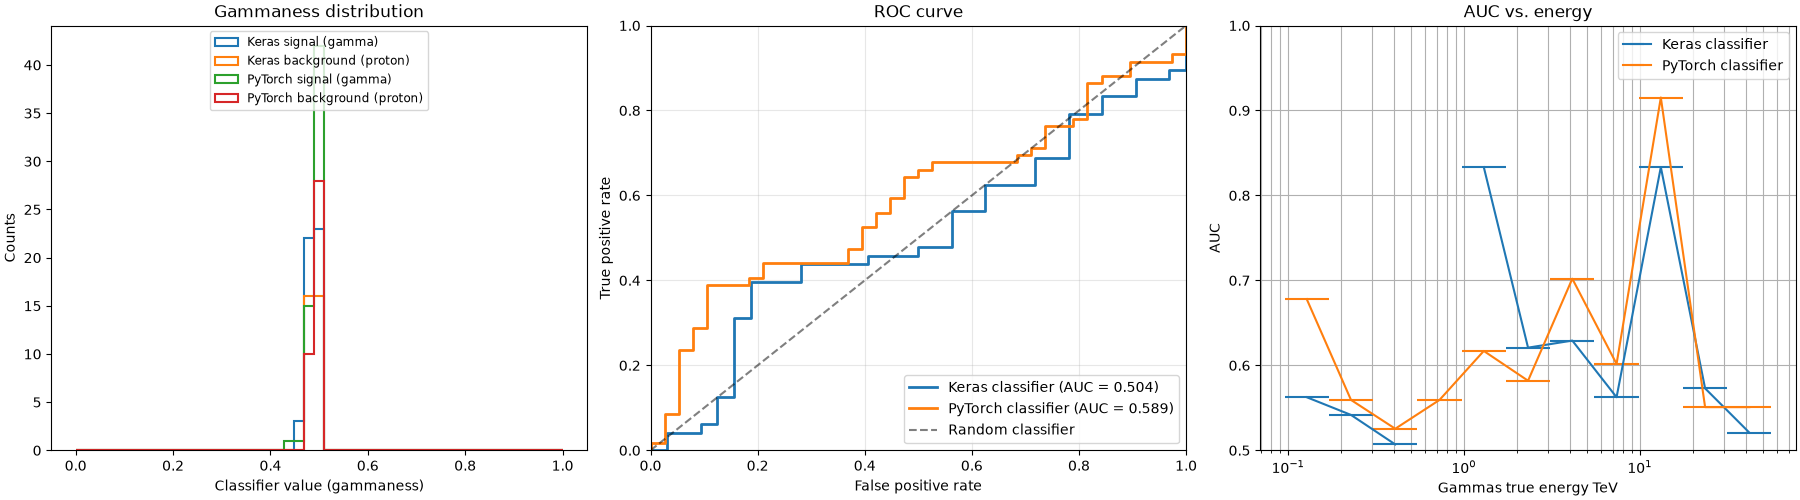 Gammaness distribution
Keras signal (gamma)
Keras background (proton)
PyTorch signal (gamma)
PyTorch background (proton)
Counts
40
35
30
25
20
15
10
5
0
0.0 0.2 0.4 0.6 0.8 1.0
Classifier value (gammaness)
ROC curve
True positive rate
1.0
0.8
0.6
0.4
0.2
0.0
Keras classifier (AUC = 0.504)
PyTorch classifier (AUC = 0.589)
Random classifier
0.0 0.2 0.4 0.6 0.8 1.0
False positive rate
AUC vs. energy
Keras classifier
PyTorch classifier
AUC
1.0
0.9
0.8
0.7
0.6
0.5
10⁻¹ 10⁰ 10¹
Gammas true energy TeV